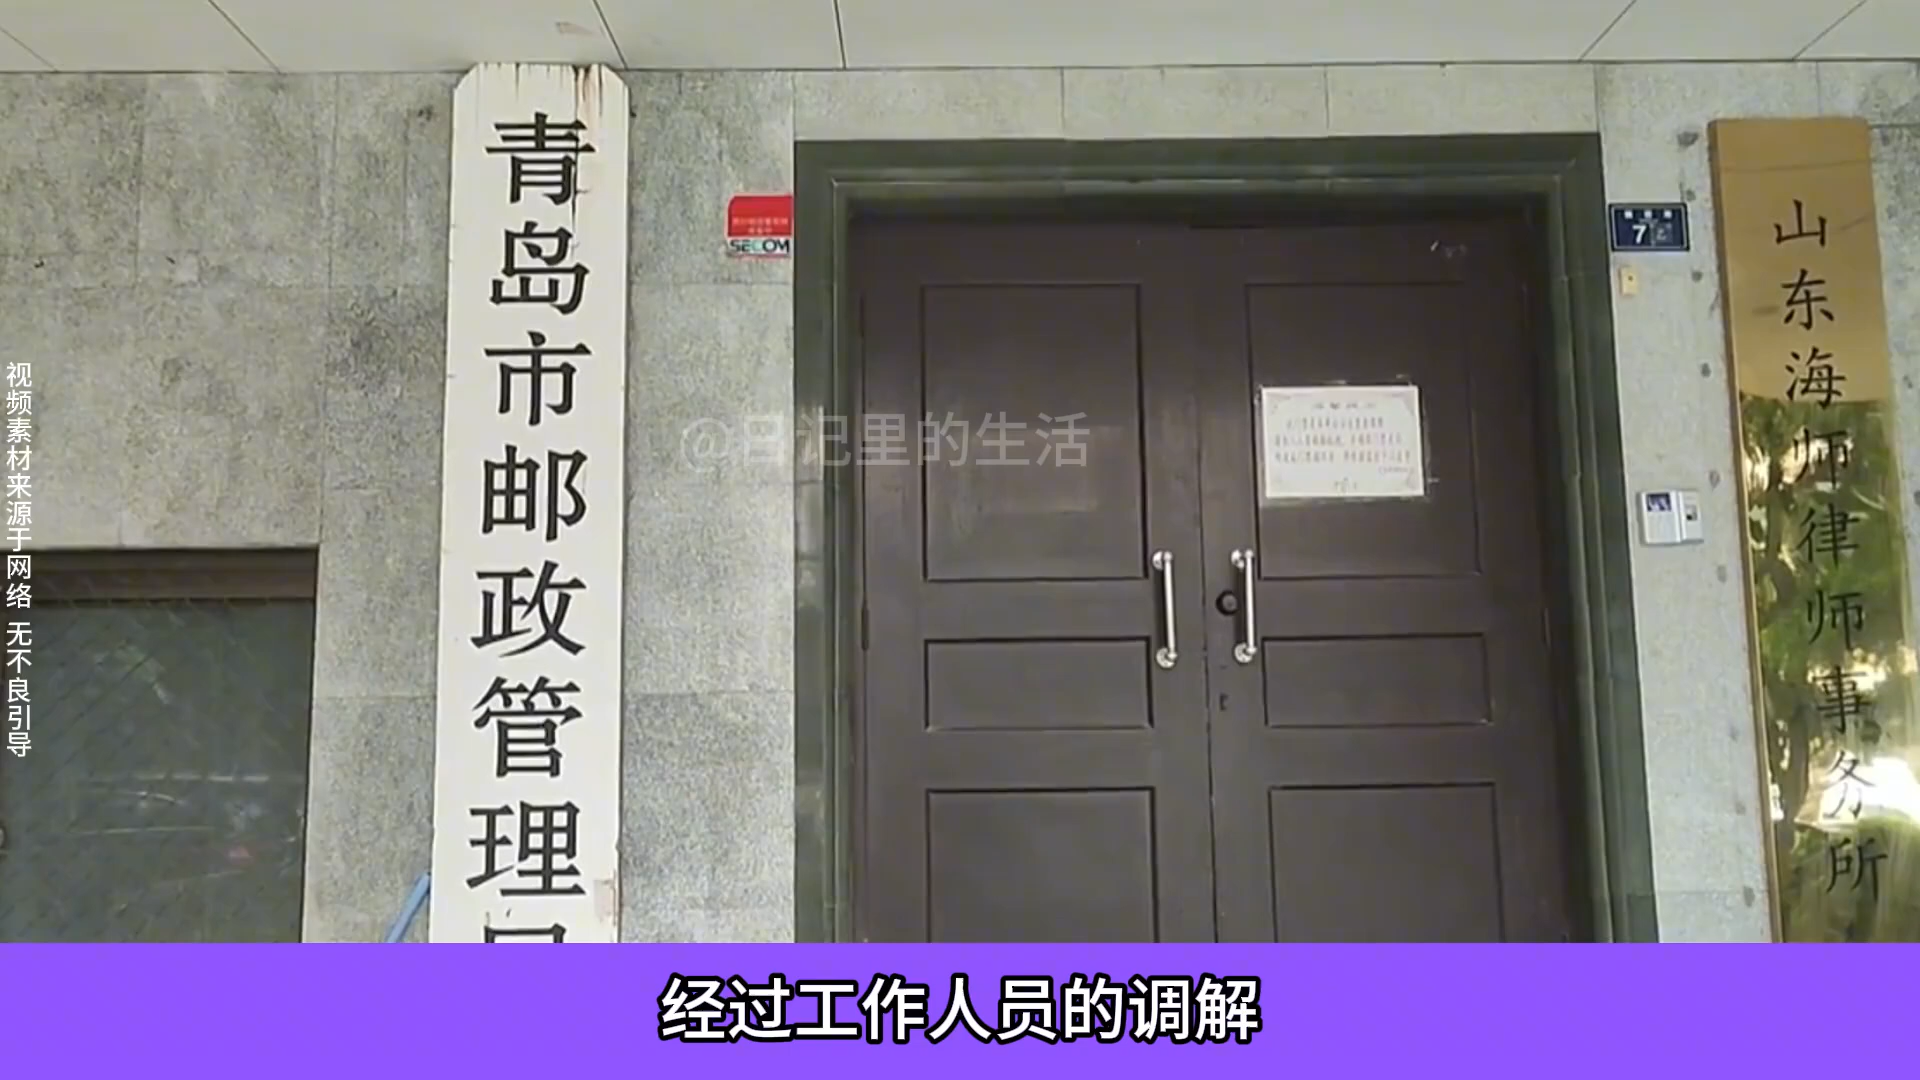 青岛市邮政管理局
SECOM
7
山东海师律师事务所
@日记里的生活
视频素材来源于网络 无不良引导
经过工作人员的调解